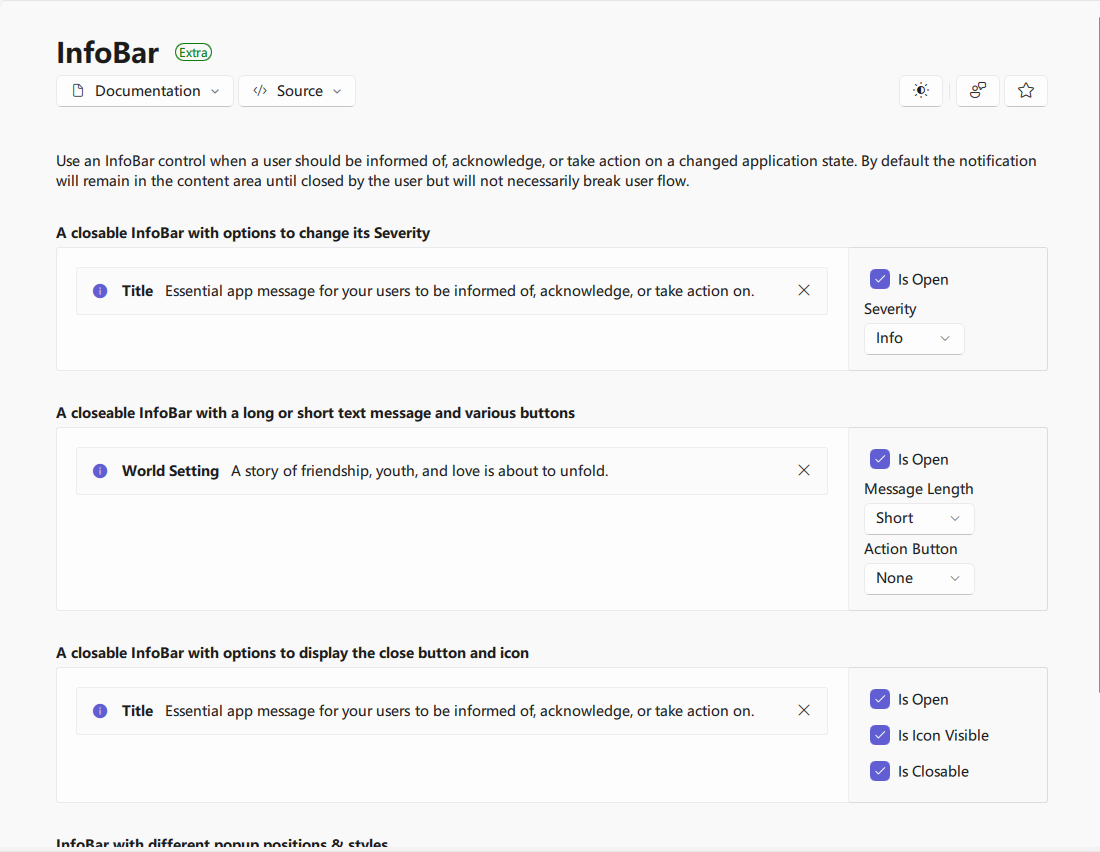 InfoBar Extra
Documentation Source
Use an InfoBar control when a user should be informed of, acknowledge, or take action on a changed application state. By default the notification
will remain in the content area until closed by the user but will not necessarily break user flow.
A closable InfoBar with options to change its Severity
Title Essential app message for your users to be informed of, acknowledge, or take action on.
Is Open
Severity
Info
A closeable InfoBar with a long or short text message and various buttons
World Setting A story of friendship, youth, and love is about to unfold.
Is Open
Message Length
Short
Action Button
None
A closable InfoBar with options to display the close button and icon
Title Essential app message for your users to be informed of, acknowledge, or take action on.
Is Open
Is Icon Visible
Is Closable
InfoBar with different popup positions & styles